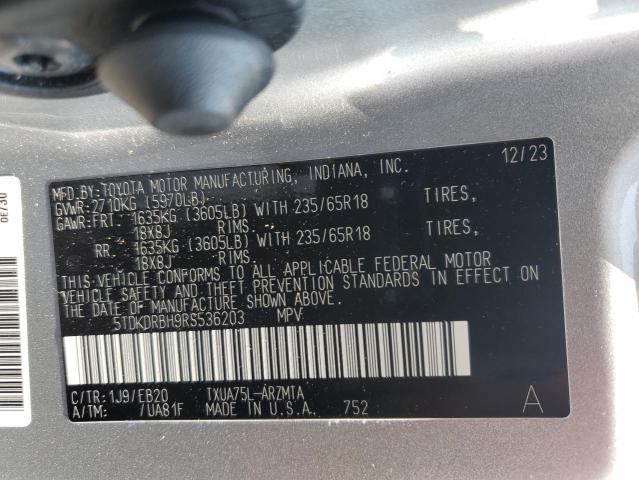 MFD.BY:TOYOTA MOTOR MANUFACTURING, INDIANA, INC. 12/23
GVWR:2710KG (5970LB)
GAWR:FRT 1635KG (3605LB) WITH 235/65R18 TIRES,
18X8J RIMS.
RR 1635KG (3605LB) WITH 235/65R18 TIRES,
18X8J RIMS.
THIS VEHICLE CONFORMS TO ALL APPLICABLE FEDERAL MOTOR
VEHICLE SAFETY AND THEFT PREVENTION STANDARDS IN EFFECT ON
THE DATE OF MANUFACTURE SHOWN ABOVE.
5TDKDRBH9RS536203 MPV
C/TR: 1J9/EB20 TXUA75L-ARZMTA
A/TM: /UA81F MADE IN U.S.A. 752 A
0E/30